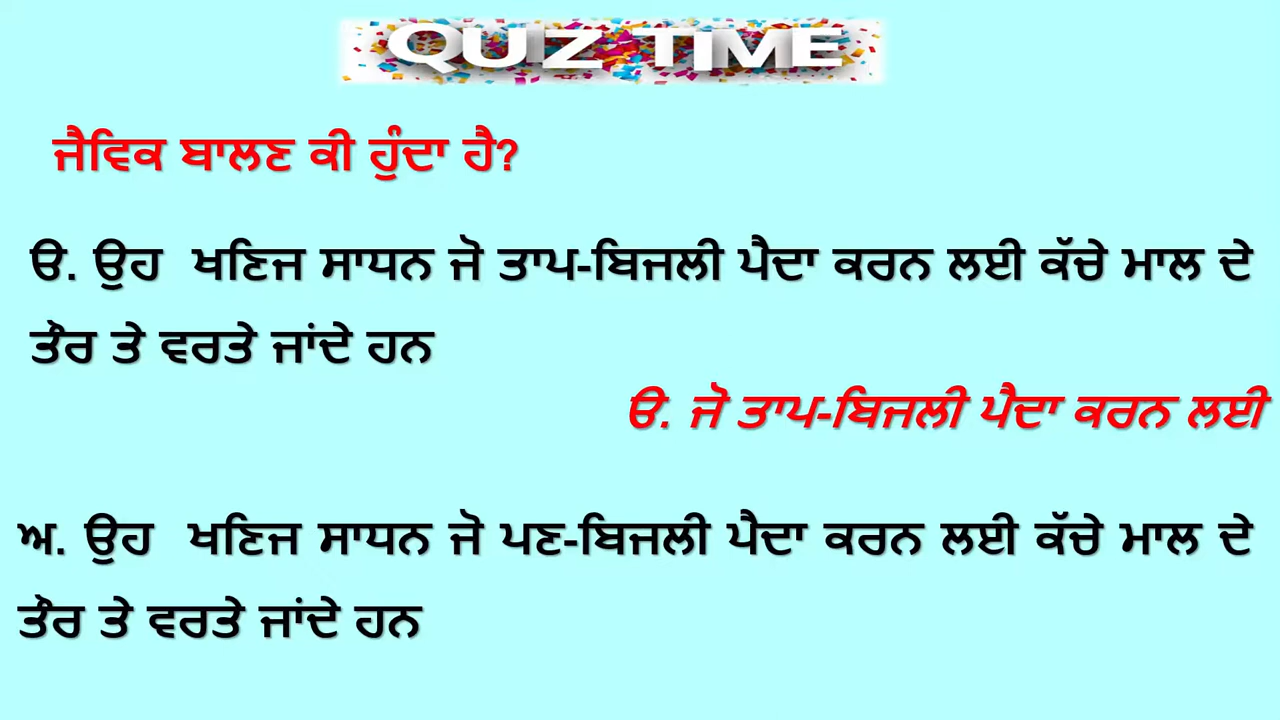 QUIZ TIME
ਜੈਵਿਕ ਬਾਲਣ ਕੀ ਹੁੰਦਾ ਹੈ?
ੳ. ਉਹ ਖਣਿਜ ਸਾਧਨ ਜੋ ਤਾਪ-ਬਿਜਲੀ ਪੈਦਾ ਕਰਨ ਲਈ ਕੱਚੇ ਮਾਲ ਦੇ
ਤੌਰ ਤੇ ਵਰਤੇ ਜਾਂਦੇ ਹਨ
ੳ. ਜੋ ਤਾਪ-ਬਿਜਲੀ ਪੈਦਾ ਕਰਨ ਲਈ
ਅ. ਉਹ ਖਣਿਜ ਸਾਧਨ ਜੋ ਪਣ-ਬਿਜਲੀ ਪੈਦਾ ਕਰਨ ਲਈ ਕੱਚੇ ਮਾਲ ਦੇ
ਤੌਰ ਤੇ ਵਰਤੇ ਜਾਂਦੇ ਹਨ